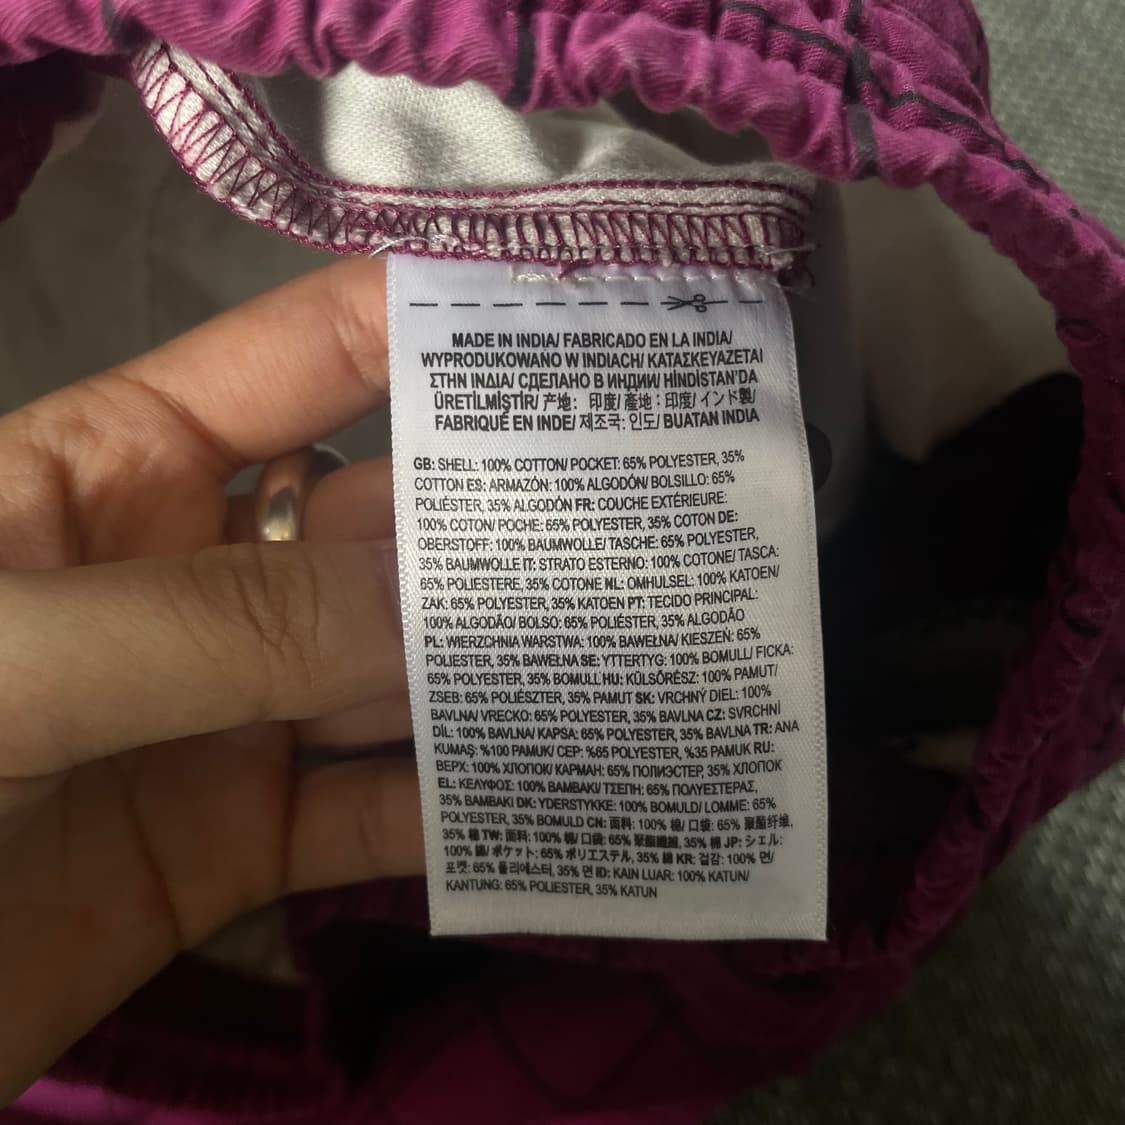 MADE IN INDIA/ FABRICADO EN LA INDIA/
WYPRODUKOWANO W INDIACH/ ΚΑΤΑΣΚΕΥΑΖΕΤΑΙ
ΣΤΗΝ ΙΝΔΙΑ/ СДЕЛАНО В ИНДИИ/ HİNDİSTAN'DA
ÜRETİLMİŞTİR/ 产地: 印度/ 產地:印度/ インド製/
FABRIQUÉ EN INDE/ 제조국: 인도/ BUATAN INDIA
GB: SHELL: 100% COTTON/ POCKET: 65% POLYESTER, 35%
COTTON ES: ARMAZÓN: 100% ALGODÓN/ BOLSILLO: 65%
POLIÉSTER, 35% ALGODÓN FR: COUCHE EXTÉRIEURE:
100% COTON/ POCHE: 65% POLYESTER, 35% COTON DE:
OBERSTOFF: 100% BAUMWOLLE/ TASCHE: 65% POLYESTER,
35% BAUMWOLLE IT: STRATO ESTERNO: 100% COTONE/ TASCA:
65% POLIESTERE, 35% COTONE NL: OMHULSEL: 100% KATOEN/
ZAK: 65% POLYESTER, 35% KATOEN PT: TECIDO PRINCIPAL:
100% ALGODÃO/ BOLSO: 65% POLIÉSTER, 35% ALGODÃO
PL: WIERZCHNIA WARSTWA: 100% BAWEŁNA/ KIESZEŃ: 65%
POLIESTER, 35% BAWEŁNA SE: YTTERTYG: 100% BOMULL/ FICKA:
65% POLYESTER, 35% BOMULL HU: KÜLSŐRÉSZ: 100% PAMUT/
ZSEB: 65% POLIÉSZTER, 35% PAMUT SK: VRCHNÝ DIEL: 100%
BAVLNA/ VRECKO: 65% POLYESTER, 35% BAVLNA CZ: SVRCHNÍ
DÍL: 100% BAVLNA/ KAPSA: 65% POLYESTER, 35% BAVLNA TR: ANA
KUMAŞ: %100 PAMUK/ CEP: %65 POLYESTER, %35 PAMUK RU:
ВЕРХ: 100% ХЛОПОК/ КАРМАН: 65% ПОЛИЭСТЕР, 35% ХЛОПОК
EL: ΚΕΛΥΦΟΣ: 100% ΒΑΜΒΑΚΙ/ ΤΣΕΠΗ: 65% ΠΟΛΥΕΣΤΕΡΑΣ,
35% ΒΑΜΒΑΚΙ DK: YDERSTYKKE: 100% BOMULD/ LOMME: 65%
POLYESTER, 35% BOMULD CN: 面料: 100% 棉/ 口袋: 65% 聚酯纤维,
35% 棉 TW: 面料: 100% 棉/ 口袋: 65% 聚酯纖維, 35% 棉 JP: シェル:
100% 綿/ ポケット: 65% ポリエステル, 35% 綿 KR: 겉감: 100% 면/
포켓: 65% 폴리에스터, 35% 면 ID: KAIN LUAR: 100% KATUN/
KANTUNG: 65% POLIESTER, 35% KATUN